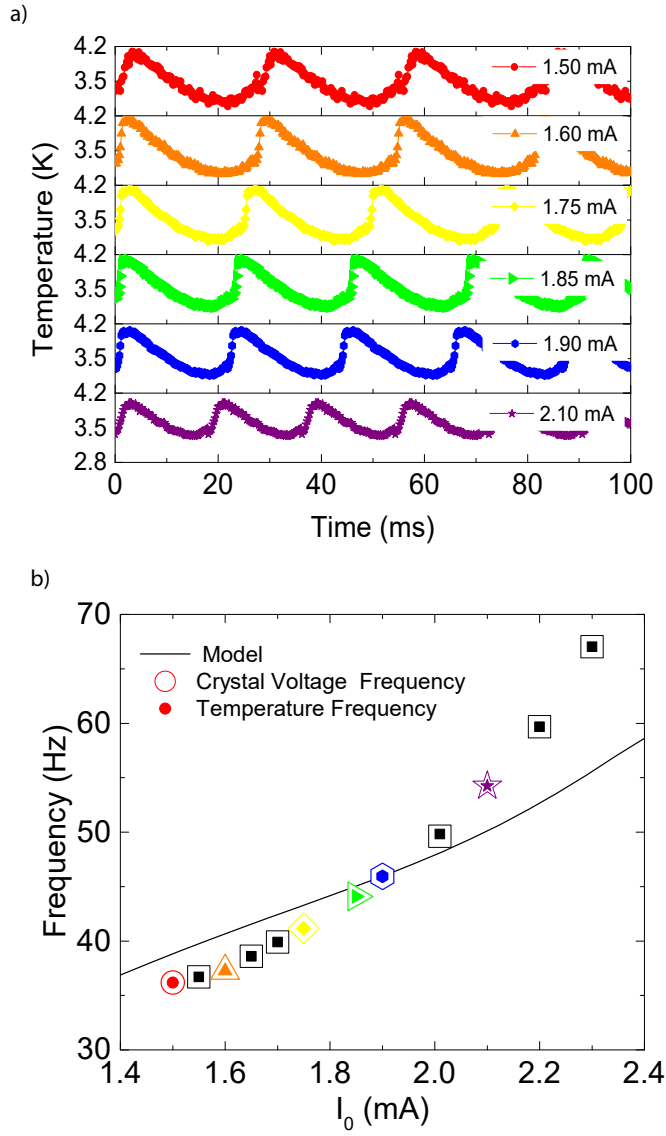 a)
4.2
3.5
4.2
3.5
4.2
3.5
4.2
3.5
4.2
3.5
4.2
3.5
2.8
Temperature (K)
1.50 mA
1.60 mA
1.75 mA
1.85 mA
1.90 mA
2.10 mA
0 20 40 60 80 100
Time (ms)
b)
70
60
50
40
30
Frequency (Hz)
Model
Crystal Voltage Frequency
Temperature Frequency
1.4 1.6 1.8 2.0 2.2 2.4
I₀ (mA)